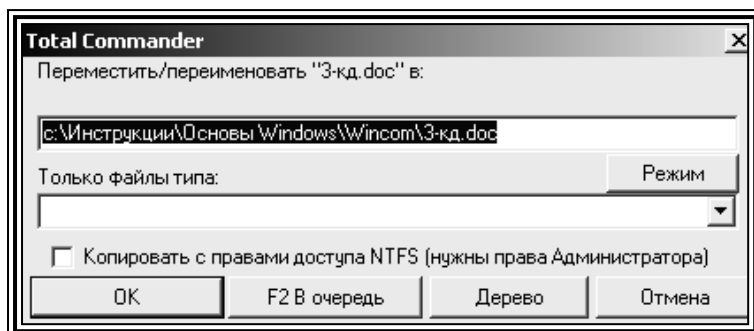 Total Commander
Переместить/переименовать "3-кд.doc" в:
c:\Инструкции\Основы Windows\Wincom\3-кд.doc
Только файлы типа:
Режим
Копировать с правами доступа NTFS (нужны права Администратора)
OK F2 В очередь Дерево Отмена